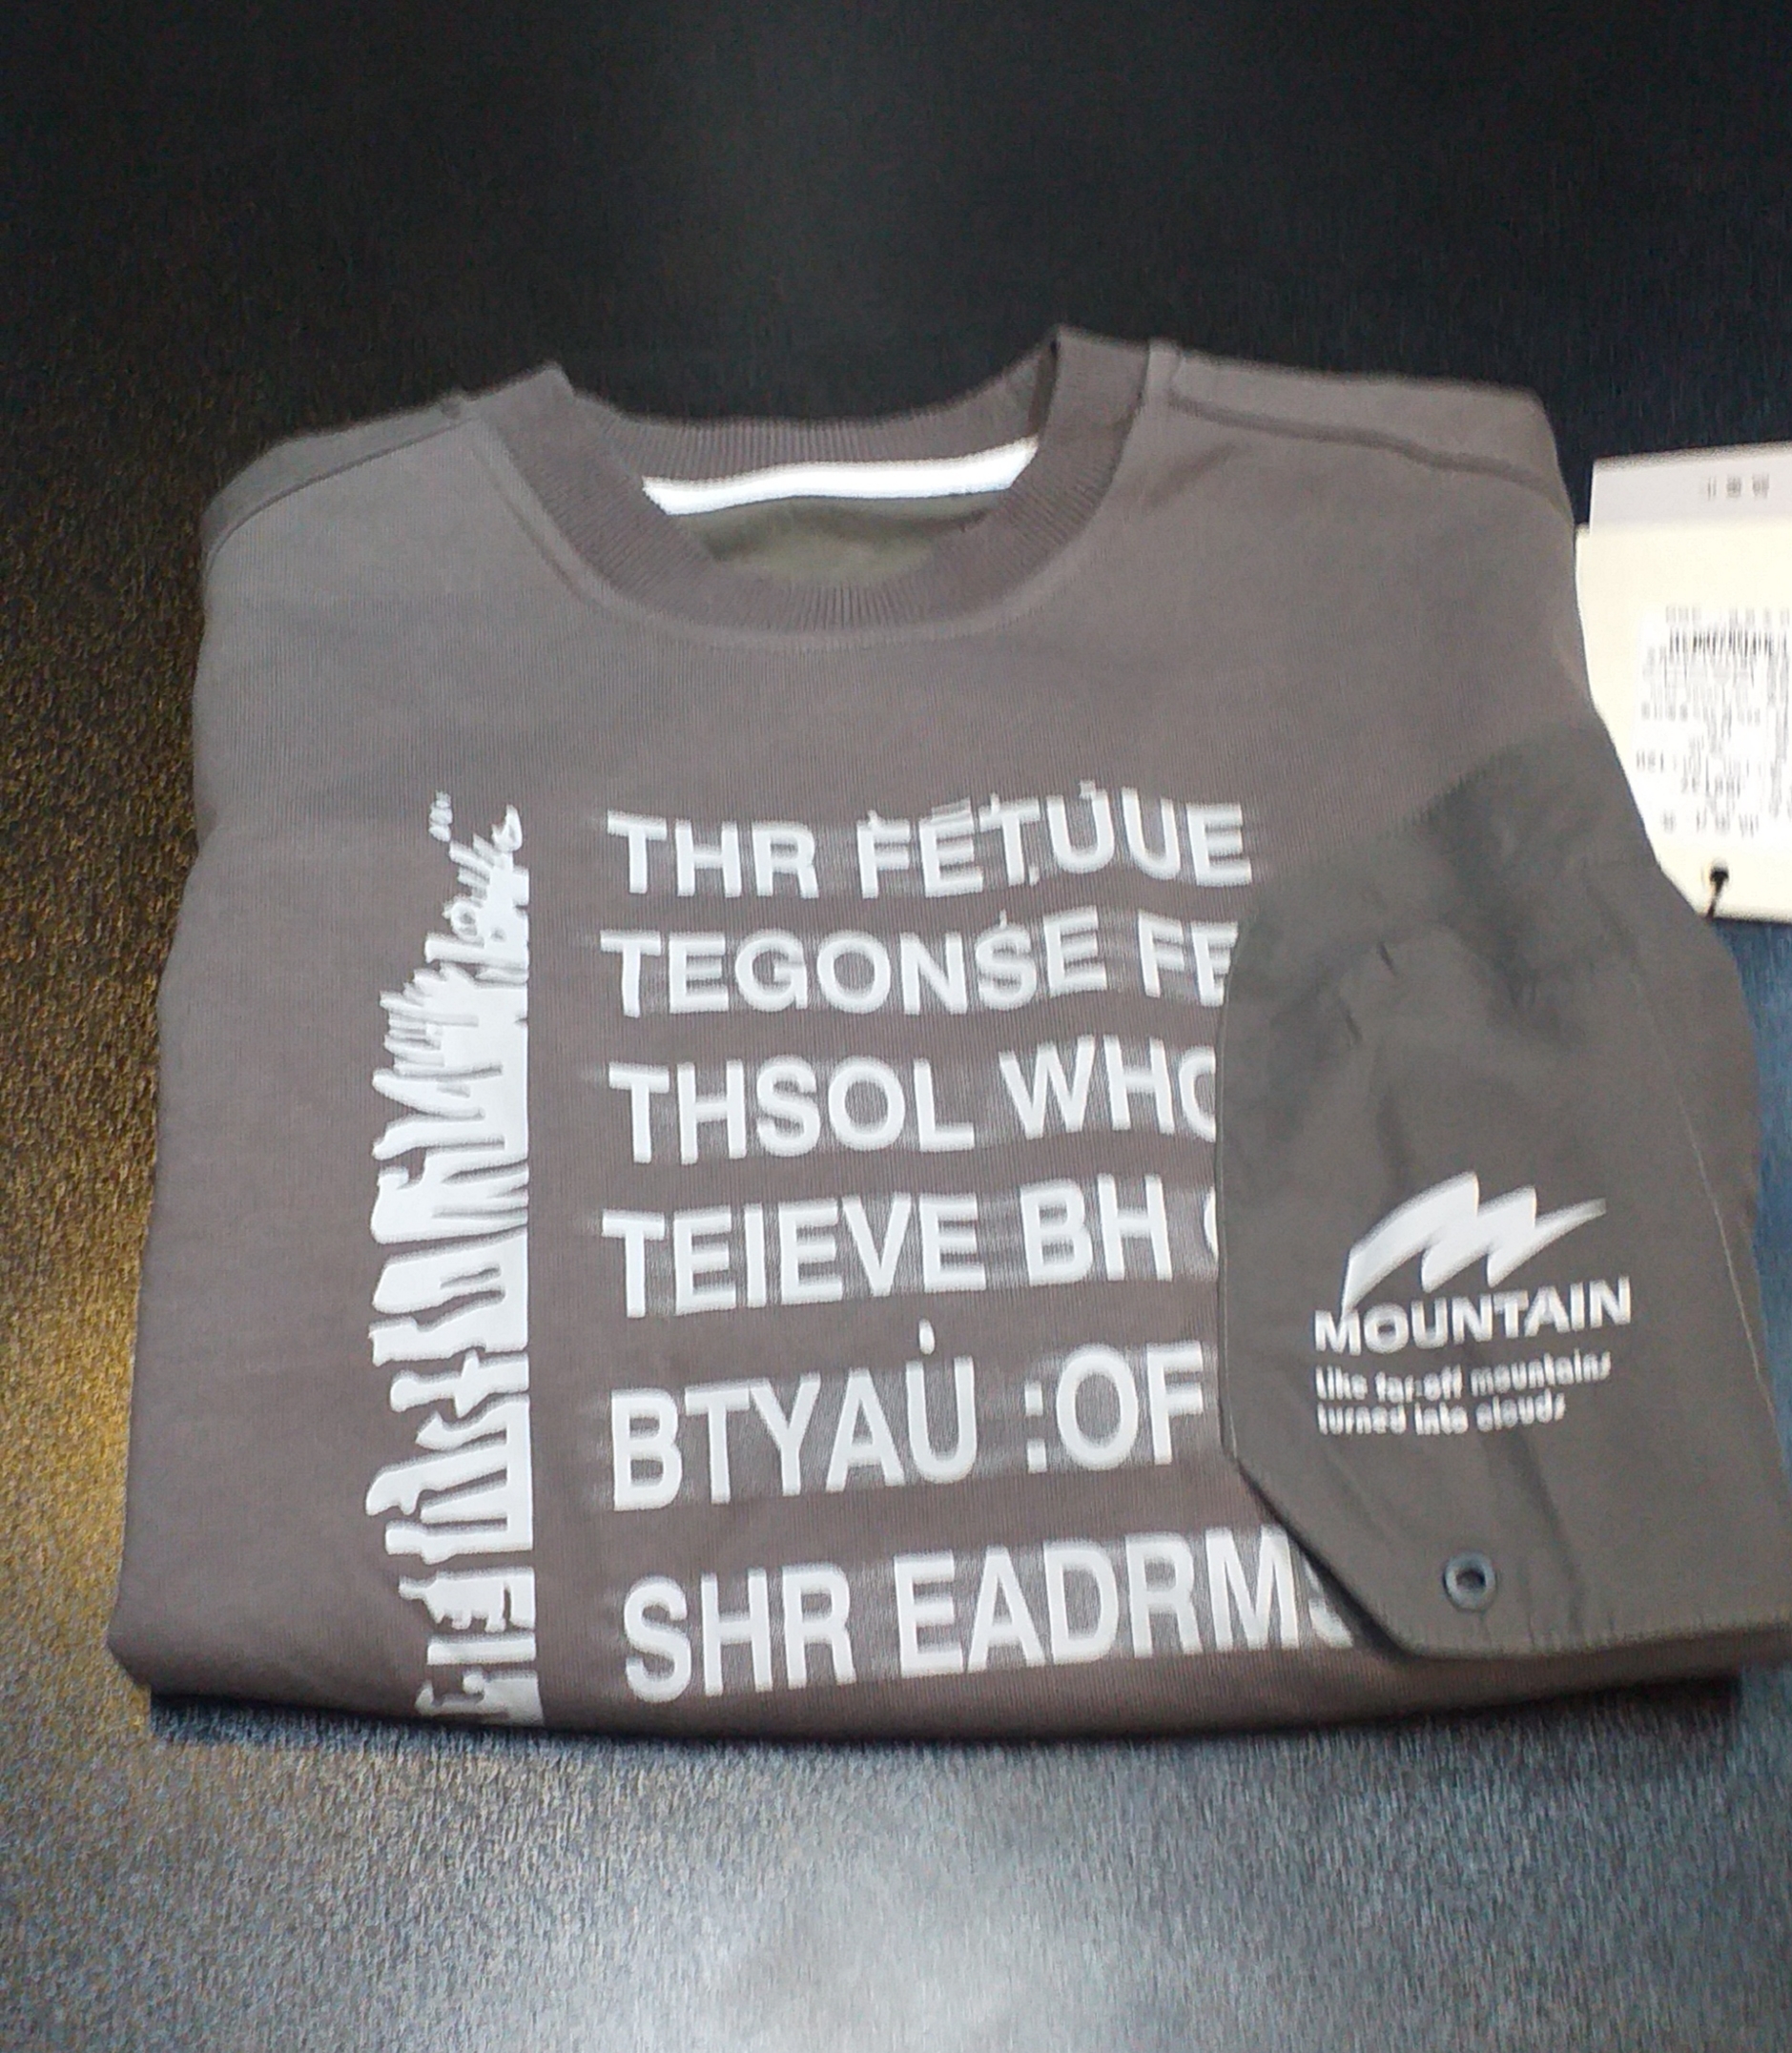 THR FETUUE
TEGONSE FE
THSOL WHO
TEIEVE BH
BTYAU :OF
SHR EADRMS
MOUNTAIN
Like far-off mountains
turned into clouds